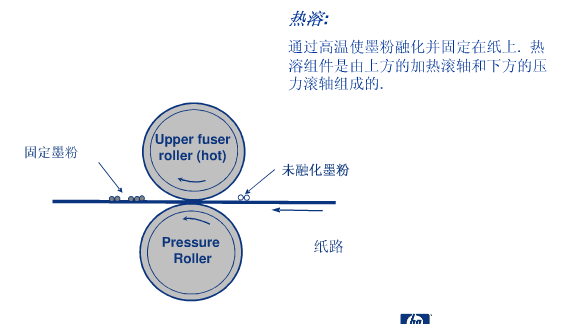 热溶:
通过高温使墨粉融化并固定在纸上. 热
溶组件是由上方的加热滚轴和下方的压
力滚轴组成的.
Upper fuser
roller (hot)
固定墨粉
未融化墨粉
Pressure
Roller
纸路
hp